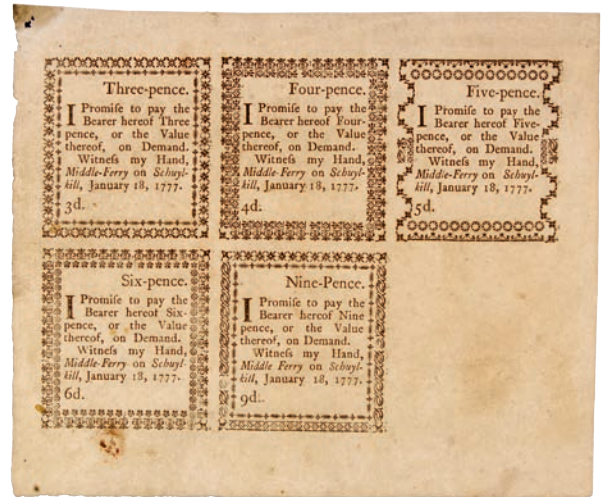 Three-pence.
I Promiſe to pay the
Bearer hereof Three
pence, or the Value
thereof, on Demand.
Witneſs my Hand,
Middle-Ferry on Schuyl-
kill, January 18, 1777.
3d.
Four-pence.
I Promiſe to pay the
Bearer hereof Four-
pence, or the Value
thereof, on Demand.
Witneſs my Hand,
Middle-Ferry on Schuyl-
kill, January 18, 1777.
4d.
Five-pence.
I Promiſe to pay the
Bearer hereof Five-
pence, or the Value
thereof, on Demand.
Witneſs my Hand,
Middle-Ferry on Schuyl-
kill, January 18, 1777.
5d.
Six-pence.
I Promiſe to pay the
Bearer hereof Six-
pence, or the Value
thereof, on Demand.
Witneſs my Hand,
Middle-Ferry on Schuyl-
kill, January 18, 1777.
6d.
Nine-Pence.
I Promiſe to pay the
Bearer hereof Nine
pence, or the Value
thereof, on Demand.
Witneſs my Hand,
Middle Ferry on Schuyl-
kill, January 18, 1777.
9d.